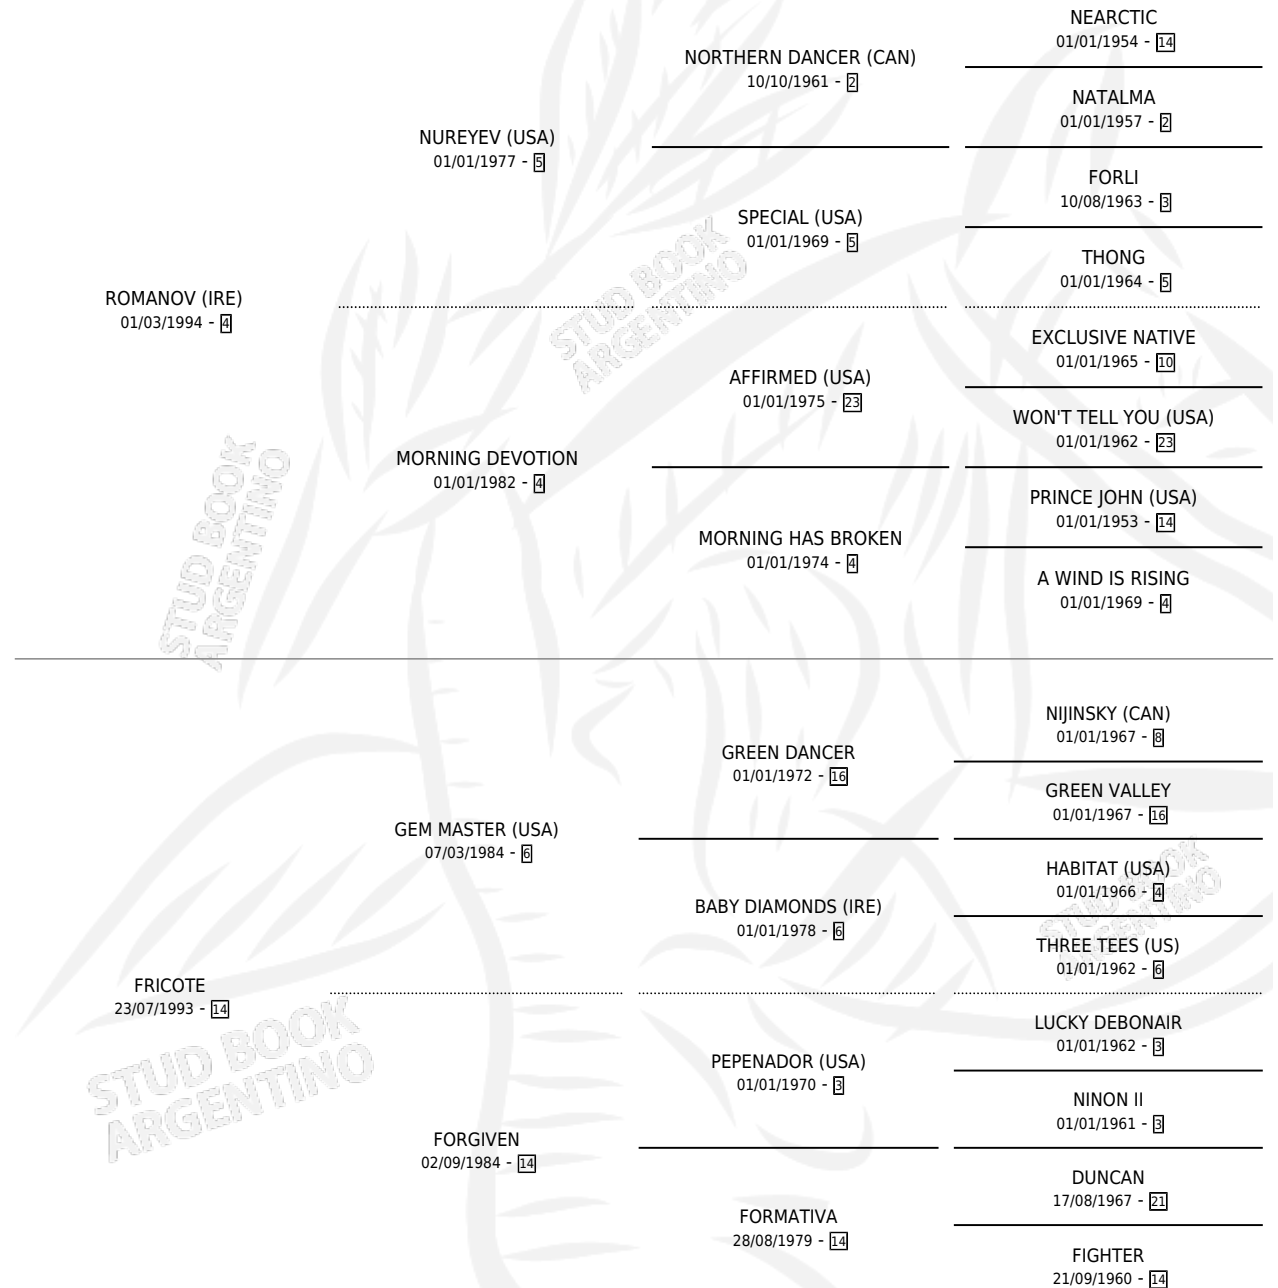 NEARCTIC
01/01/1954 - 14
NORTHERN DANCER (CAN)
10/10/1961 - 2
NATALMA
01/01/1957 - 2
NUREYEV (USA)
01/01/1977 - 5
FORLI
10/08/1963 - 3
SPECIAL (USA)
01/01/1969 - 5
THONG
01/01/1964 - 5
ROMANOV (IRE)
01/03/1994 - 4
EXCLUSIVE NATIVE
01/01/1965 - 10
AFFIRMED (USA)
01/01/1975 - 23
WON'T TELL YOU (USA)
01/01/1962 - 23
MORNING DEVOTION
01/01/1982 - 4
PRINCE JOHN (USA)
01/01/1953 - 14
MORNING HAS BROKEN
01/01/1974 - 4
A WIND IS RISING
01/01/1969 - 4
STUD BOOK
ARGENTINO
STUD BOOK
ARGENTINO
NIJINSKY (CAN)
01/01/1967 - 8
GREEN DANCER
01/01/1972 - 16
GREEN VALLEY
01/01/1967 - 16
GEM MASTER (USA)
07/03/1984 - 6
HABITAT (USA)
01/01/1966 - 4
BABY DIAMONDS (IRE)
01/01/1978 - 6
THREE TEES (US)
01/01/1962 - 6
STUD BOOK
ARGENTINO
FRICOTE
23/07/1993 - 14
LUCKY DEBONAIR
01/01/1962 - 3
PEPENADOR (USA)
01/01/1970 - 3
NINON II
01/01/1961 - 3
STUD BOOK
ARGENTINO
FORGIVEN
02/09/1984 - 14
DUNCAN
17/08/1967 - 21
FORMATIVA
28/08/1979 - 14
FIGHTER
21/09/1960 - 14